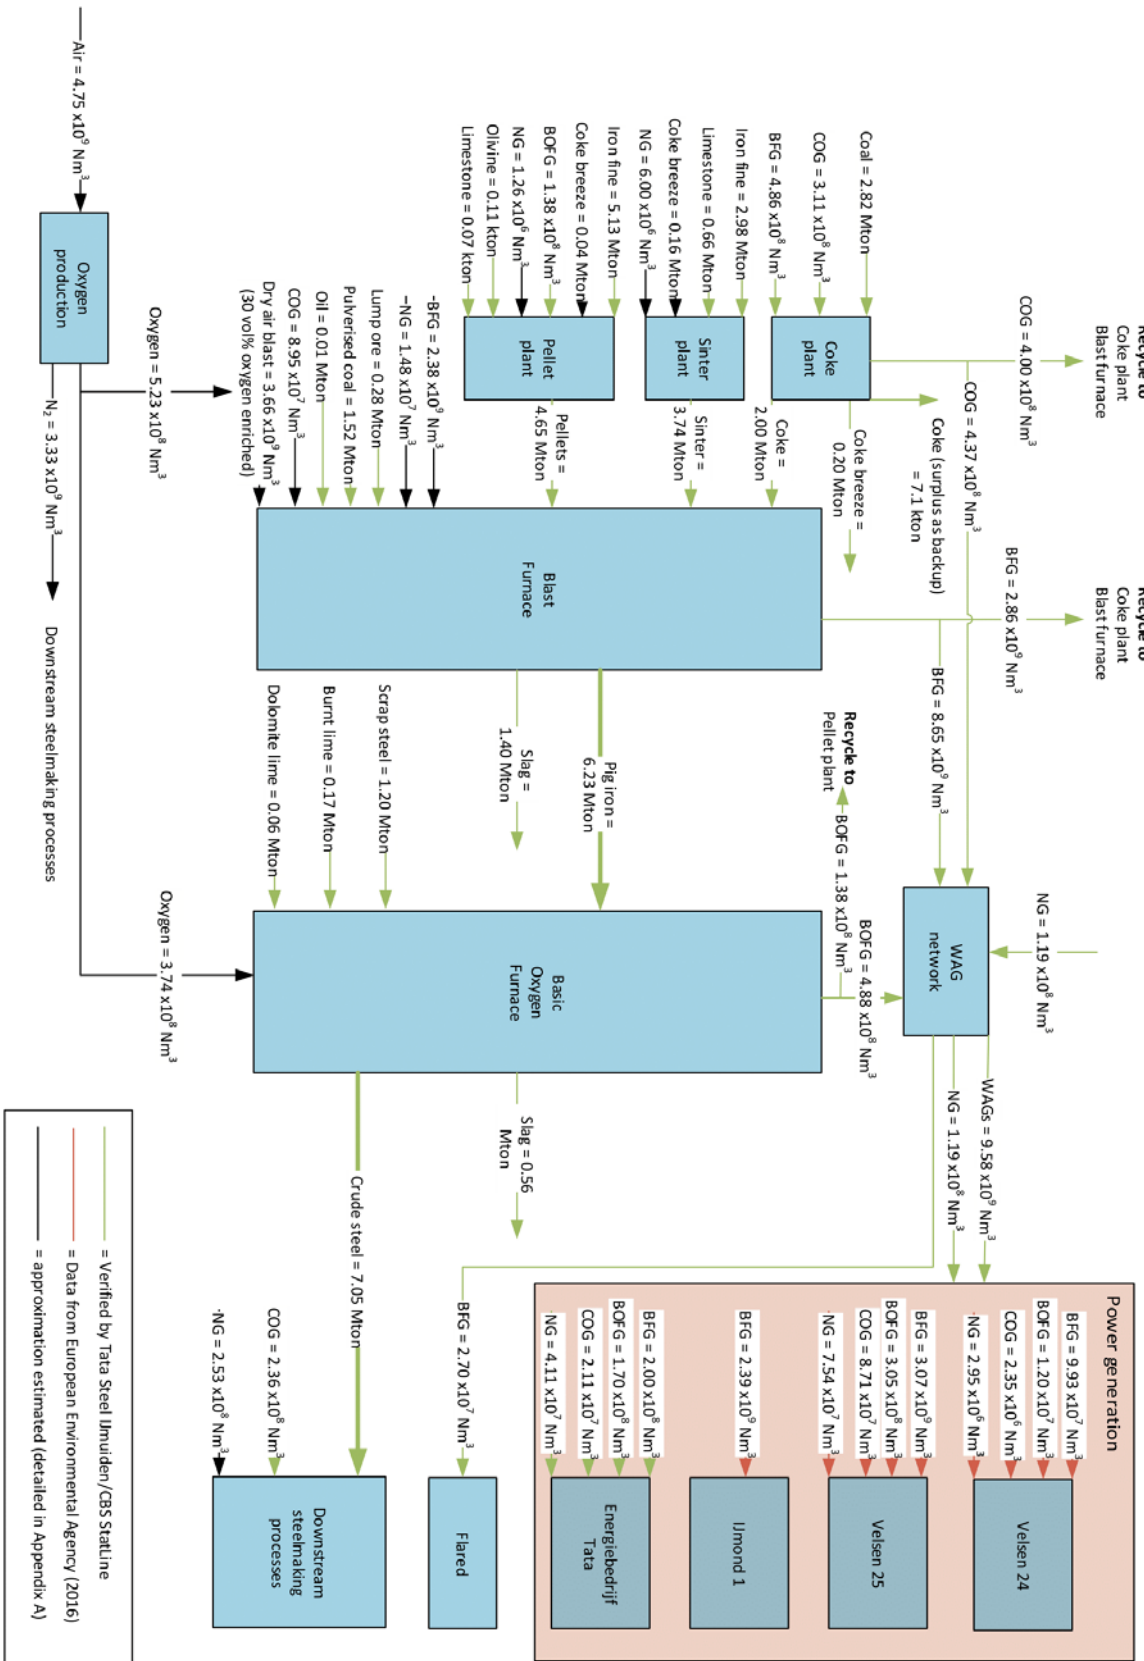 Recycle to
Coke plant
Blast furnace
Recycle to
Coke plant
Blast furnace
COG = 4.00 x10⁸ Nm³
COG = 4.37 x10⁸ Nm³
Coke (surplus as backup)
= 7.1 kton
Coke breeze =
0.20 Mton
BFG = 2.86 x10⁹ Nm³
BFG = 8.65 x10⁹ Nm³
NG = 1.19 x10⁸ Nm³
WAG
network
WAGs = 9.58 x10⁹ Nm³
NG = 1.19 x10⁸ Nm³
Coal = 2.82 Mton
COG = 3.11 x10⁸ Nm³
BFG = 4.86 x10⁸ Nm³
Coke
plant
Coke =
2.00 Mton
Iron fine = 2.98 Mton
Limestone = 0.66 Mton
Coke breeze = 0.16 Mton
NG = 6.00 x10⁶ Nm³
Sinter
plant
Sinter =
3.74 Mton
Iron fine = 5.13 Mton
Coke breeze = 0.04 Mton
BOFG = 1.38 x10⁸ Nm³
NG = 1.26 x10⁶ Nm³
Olivine = 0.11 kton
Limestone = 0.07 kton
Pellet
plant
Pellets =
4.65 Mton
BFG = 2.38 x10⁹ Nm³
NG = 1.48 x10⁷ Nm³
Lump ore = 0.28 Mton
Pulverised coal = 1.52 Mton
Oil = 0.01 Mton
COG = 8.95 x10⁷ Nm³
Dry air blast = 3.66 x10⁹ Nm³
(30 vol% oxygen enriched)
Blast
Furnace
Pig iron =
6.23 Mton
Slag =
1.40 Mton
Recycle to
Pellet plant
BOFG = 1.38 x10⁸ Nm³
BOFG = 4.88 x10⁸ Nm³
Scrap steel = 1.20 Mton
Burnt lime = 0.17 Mton
Dolomite lime = 0.06 Mton
Basic
Oxygen
Furnace
Slag = 0.56
Mton
Crude steel = 7.05 Mton
Power generation
BFG = 9.93 x10⁷ Nm³
BOFG = 1.20 x10⁷ Nm³
COG = 2.35 x10⁶ Nm³
NG = 2.95 x10⁶ Nm³
Velsen 24
BFG = 3.07 x10⁹ Nm³
BOFG = 3.05 x10⁸ Nm³
COG = 8.71 x10⁷ Nm³
NG = 7.54 x10⁷ Nm³
Velsen 25
BFG = 2.39 x10⁹ Nm³
IJmond 1
BFG = 2.00 x10⁸ Nm³
BOFG = 1.70 x10⁸ Nm³
COG = 2.11 x10⁷ Nm³
NG = 4.11 x10⁷ Nm³
Energiebedrijf
Tata
BFG = 2.70 x10⁷ Nm³
Flared
COG = 2.36 x10⁸ Nm³
NG = 2.53 x10⁸ Nm³
Downstream
steelmaking
processes
Air = 4.75 x10⁹ Nm³
Oxygen
production
Oxygen = 5.23 x10⁸ Nm³
N₂ = 3.33 x10⁹ Nm³
Downstream steelmaking processes
Oxygen = 3.74 x10⁸ Nm³
= Verified by Tata Steel IJmuiden/CBS StatLine
= Data from European Environmental Agency (2016)
= approximation estimated (detailed in Appendix A)